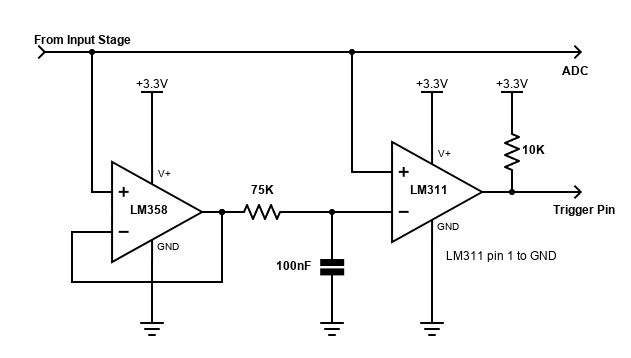 From Input Stage
ADC
+3.3V
+3.3V
+3.3V
V+
V+
10K
LM358
75K
LM311
Trigger Pin
GND
GND
100nF
LM311 pin 1 to GND